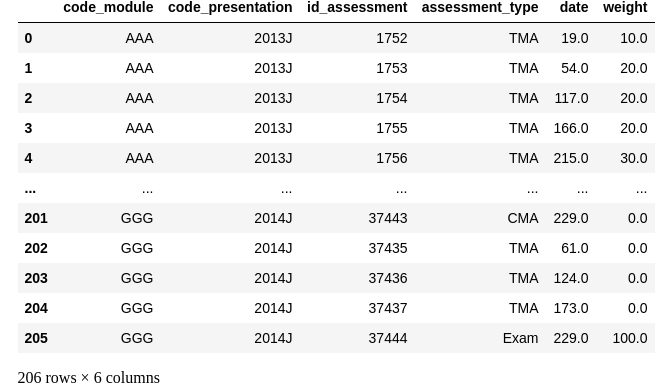 code_module code_presentation id_assessment assessment_type date weight
0 AAA 2013J 1752 TMA 19.0 10.0
1 AAA 2013J 1753 TMA 54.0 20.0
2 AAA 2013J 1754 TMA 117.0 20.0
3 AAA 2013J 1755 TMA 166.0 20.0
4 AAA 2013J 1756 TMA 215.0 30.0
... ... ... ... ... ... ...
201 GGG 2014J 37443 CMA 229.0 0.0
202 GGG 2014J 37435 TMA 61.0 0.0
203 GGG 2014J 37436 TMA 124.0 0.0
204 GGG 2014J 37437 TMA 173.0 0.0
205 GGG 2014J 37444 Exam 229.0 100.0
206 rows × 6 columns